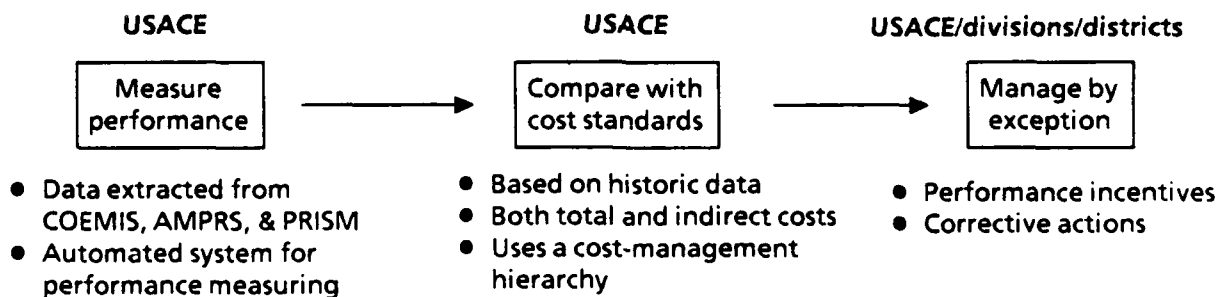 USACE
Measure
performance
● Data extracted from
COEMIS, AMPRS, & PRISM
● Automated system for
performance measuring
USACE
Compare with
cost standards
● Based on historic data
● Both total and indirect costs
● Uses a cost-management
hierarchy
USACE/divisions/districts
Manage by
exception
● Performance incentives
● Corrective actions